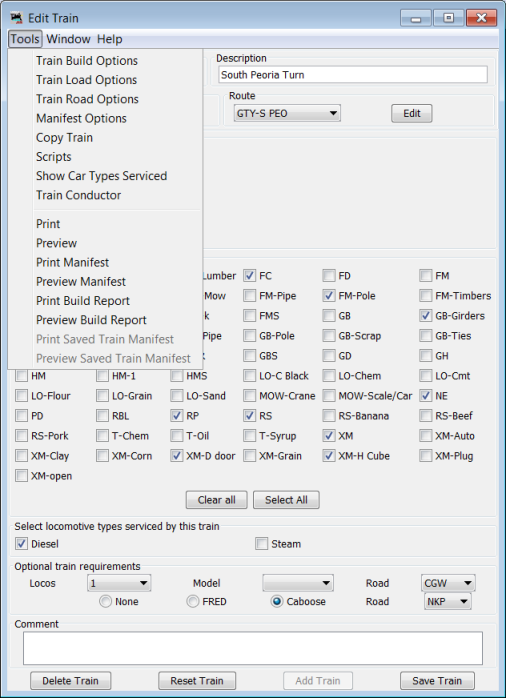 Edit Train
Tools Window Help
Train Build Options
Description
Train Load Options
South Peoria Turn
Train Road Options
Route
Manifest Options
GTY-S PEO
Edit
Copy Train
Scripts
Show Car Types Serviced
Train Conductor
Print
Preview
Print Manifest
Lumber FC FD FM
Preview Manifest
Mow FM-Pipe FM-Pole FM-Timbers
Print Build Report
FMS GB GB-Girders
Preview Build Report
Pipe GB-Pole GB-Scrap GB-Ties
Print Saved Train Manifest
GBS GD GH
Preview Saved Train Manifest
HM HM-1 HMS LO-C Black LO-Chem LO-Cmt
LO-Flour LO-Grain LO-Sand MOW-Crane MOW-Scale/Car NE
PD RBL RP RS RS-Banana RS-Beef
RS-Pork T-Chem T-Oil T-Syrup XM XM-Auto
XM-Clay XM-Corn XM-D door XM-Grain XM-H Cube XM-Plug
XM-open
Clear all Select All
Select locomotive types serviced by this train
Diesel Steam
Optional train requirements
Locos 1 Model Road CGW
None FRED Caboose Road NKP
Comment
Delete Train Reset Train Add Train Save Train